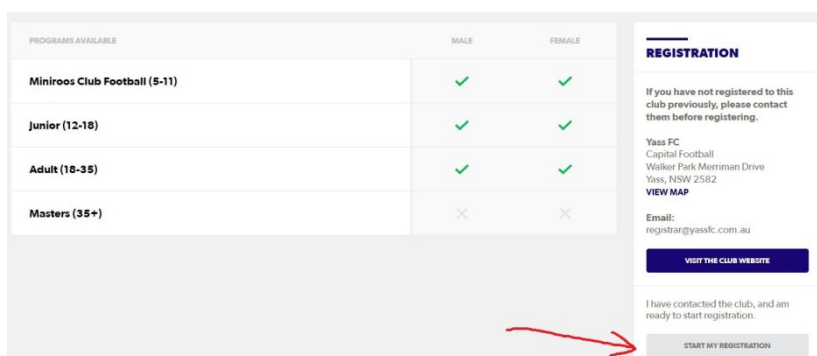 PROGRAMS AVAILABLE MALE FEMALE
Miniroos Club Football (5-11)
Junior (12-18)
Adult (18-35)
Masters (35+)
REGISTRATION
If you have not registered to this
club previously, please contact
them before registering.
Yass FC
Capital Football
Walker Park Merriman Drive
Yass, NSW 2582
VIEW MAP
Email:
registrar@yassfc.com.au
VISIT THE CLUB WEBSITE
I have contacted the club, and am
ready to start registration.
START MY REGISTRATION